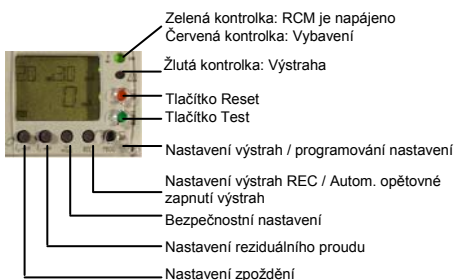 Zelená kontrolka: RCM je napájeno
Červená kontrolka: Vybavení
Žlutá kontrolka: Výstraha
Tlačítko Reset
Tlačítko Test
Nastavení výstrah / programování nastavení
Nastavení výstrah REC / Autom. opětovné
zapnutí výstrah
Bezpečnostní nastavení
Nastavení reziduálního proudu
Nastavení zpoždění